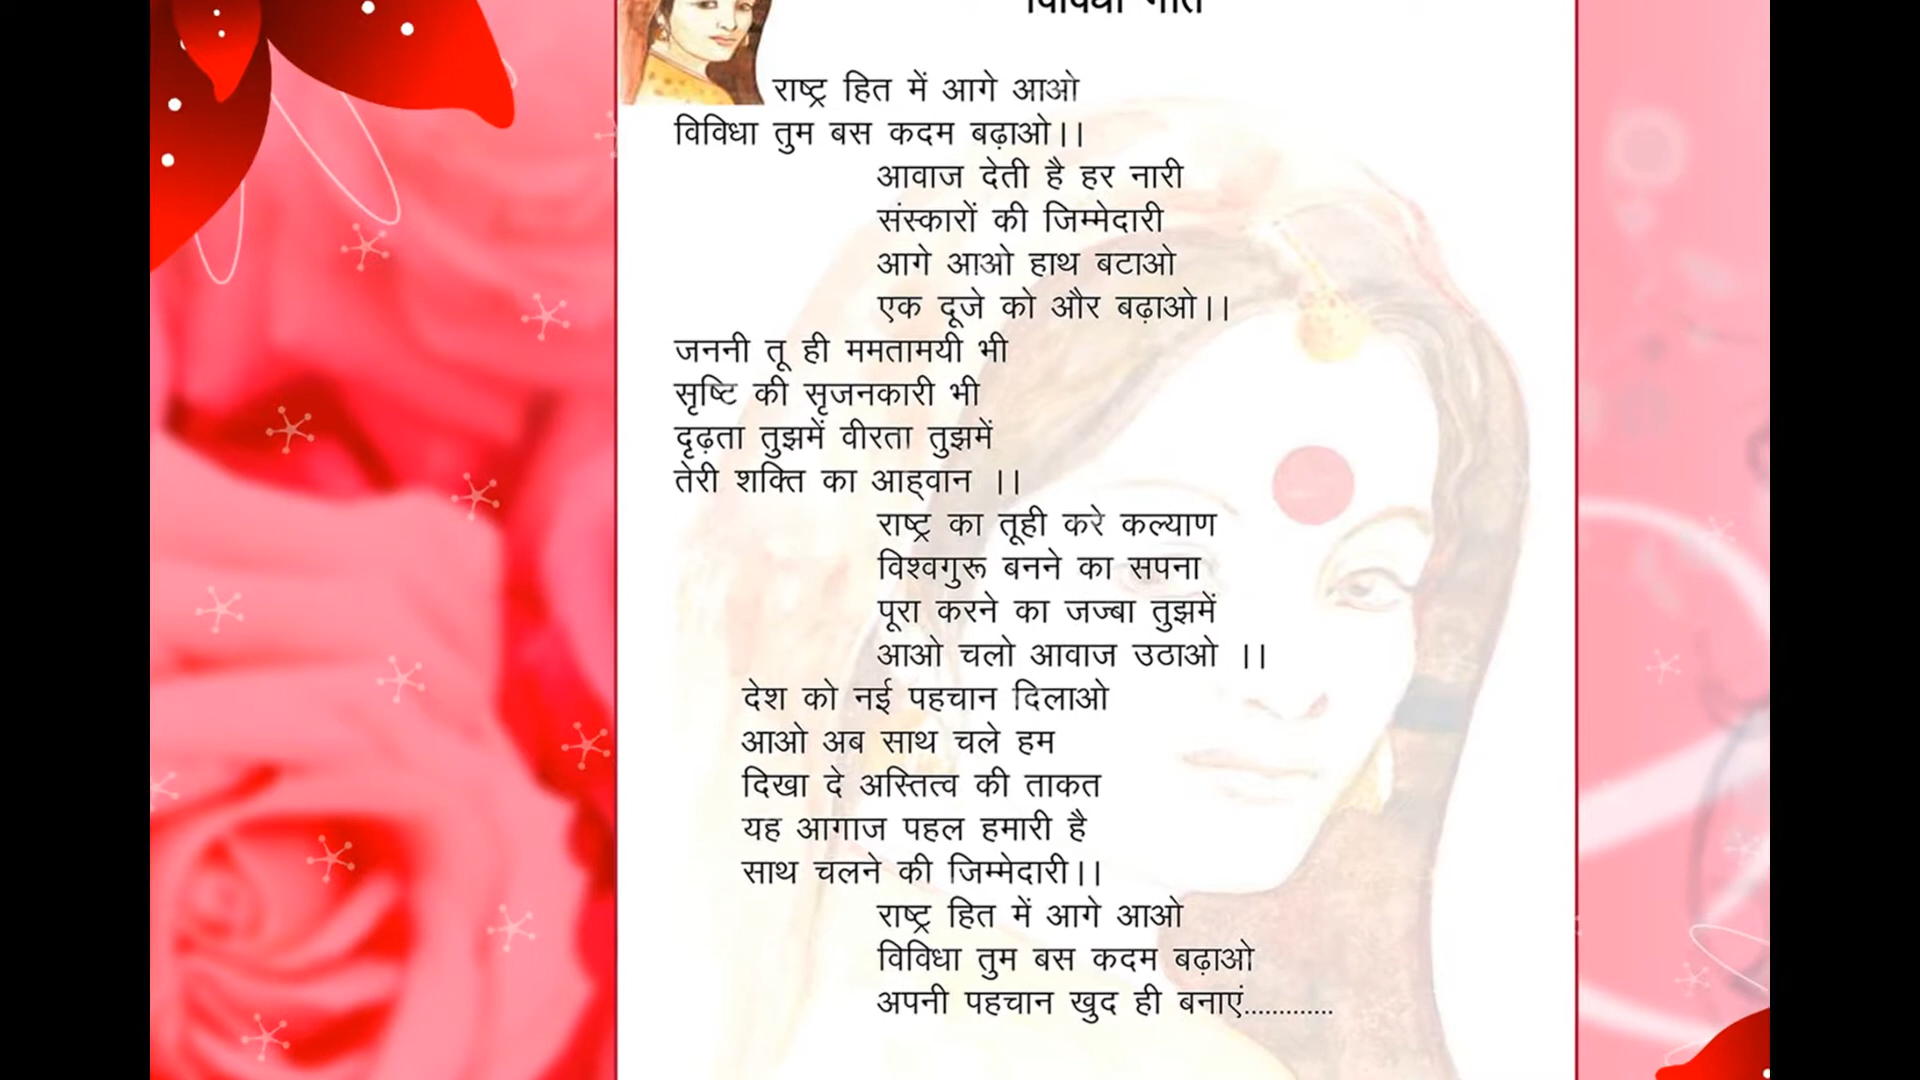 विविधा गीत
राष्ट्र हित में आगे आओ
विविधा तुम बस कदम बढ़ाओ।।
आवाज देती है हर नारी
संस्कारों की जिम्मेदारी
आगे आओ हाथ बटाओ
एक दूजे को और बढ़ाओ।।
जननी तू ही ममतामयी भी
सृष्टि की सृजनकारी भी
दृढ़ता तुझमें वीरता तुझमें
तेरी शक्ति का आह्वान ।।
राष्ट्र का तूही करे कल्याण
विश्वगुरू बनने का सपना
पूरा करने का जज्बा तुझमें
आओ चलो आवाज उठाओ ।।
देश को नई पहचान दिलाओ
आओ अब साथ चले हम
दिखा दे अस्तित्व की ताकत
यह आगाज पहल हमारी है
साथ चलने की जिम्मेदारी।।
राष्ट्र हित में आगे आओ
विविधा तुम बस कदम बढ़ाओ
अपनी पहचान खुद ही बनाएं.............